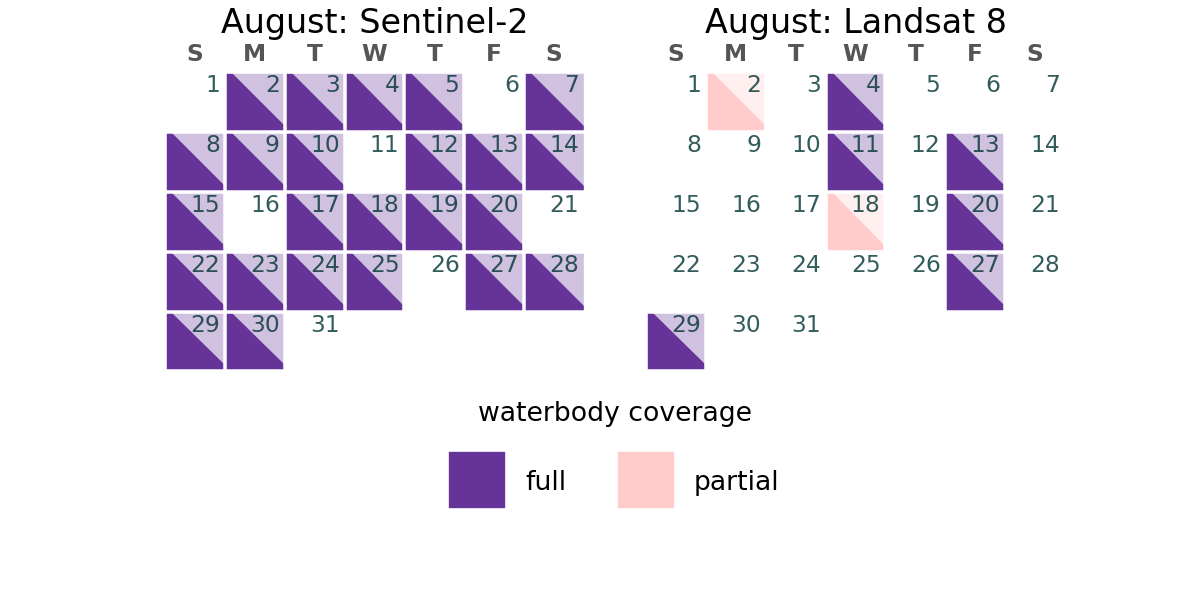 August: Sentinel-2
S M T W T F S
1 2 3 4 5 6 7
8 9 10 11 12 13 14
15 16 17 18 19 20 21
22 23 24 25 26 27 28
29 30 31
August: Landsat 8
S M T W T F S
1 2 3 4 5 6 7
8 9 10 11 12 13 14
15 16 17 18 19 20 21
22 23 24 25 26 27 28
29 30 31
waterbody coverage
full
partial